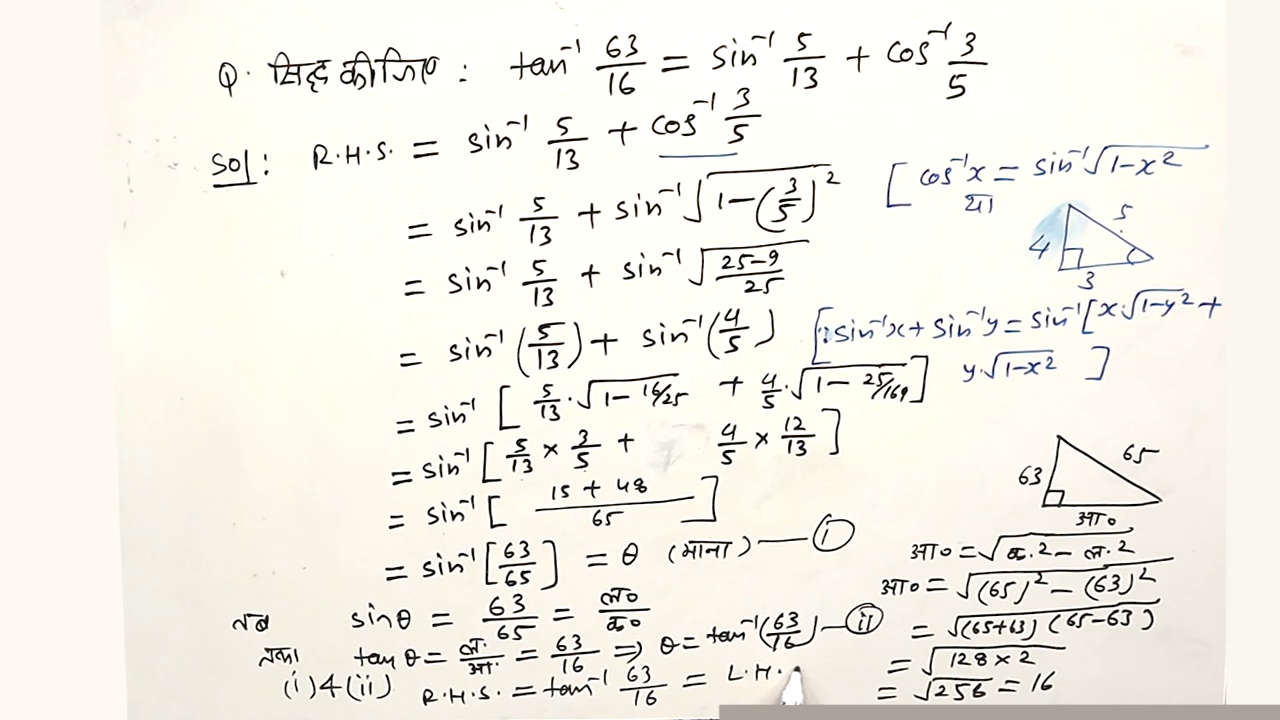 Q. सिद्ध कीजिए : tan⁻¹ 63/16 = sin⁻¹ 5/13 + cos⁻¹ 3/5
Sol : R.H.S. = sin⁻¹ 5/13 + cos⁻¹ 3/5
= sin⁻¹ 5/13 + sin⁻¹ √(1-(3/5)²)
[ cos⁻¹x = sin⁻¹√(1-x²)
या
5
4
3
= sin⁻¹ 5/13 + sin⁻¹ √((25-9)/25)
= sin⁻¹ (5/13) + sin⁻¹ (4/5)
[∵ sin⁻¹x + sin⁻¹y = sin⁻¹[x.√(1-y²) +
y.√(1-x²) ]
= sin⁻¹ [ 5/13 . √(1-16/25) + 4/5 . √(1-25/169) ]
= sin⁻¹ [ 5/13 × 3/5 + 4/5 × 12/13 ]
= sin⁻¹ [ (15 + 48)/65 ]
= sin⁻¹ [63/65] = θ (माना) — (i)
तब sinθ = 63/65 = ल०/क०
तथा tanθ = ल./आ. = 63/16 ⇒ θ = tan⁻¹(63/16) — (ii)
(i) 4 (ii) R.H.S. = tan⁻¹ 63/16 = L.H.
63
65
आ०
आ० = √(क.² - ल.²)
आ० = √((65)² - (63)²)
= √((65+63) (65-63))
= √(128 × 2)
= √256 = 16